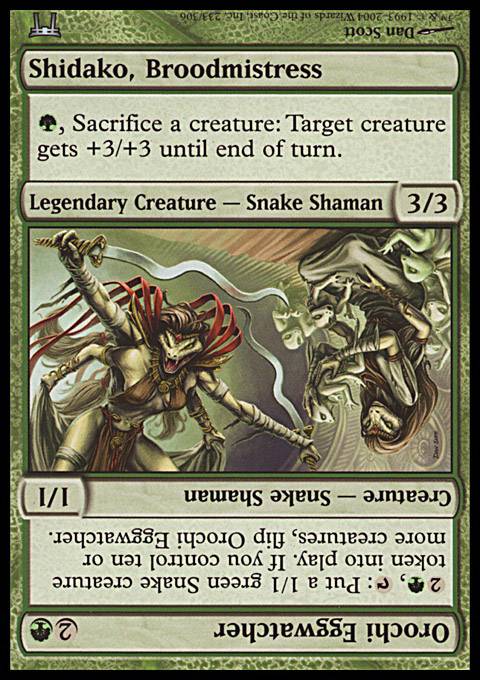 ™ & © 1993-2004 Wizards of the Coast, Inc. 233/306
Dan Scott
Shidako, Broodmistress
, Sacrifice a creature: Target creature
gets +3/+3 until end of turn.
Legendary Creature — Snake Shaman 3/3
Orochi Eggwatcher 2
2 , : Put a 1/1 green Snake creature
token into play. If you control ten or
more creatures, flip Orochi Eggwatcher.
Creature — Snake Shaman 1/1